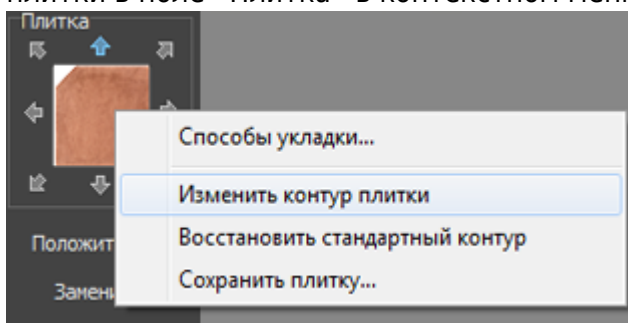 Плитка
Способы укладки...
Изменить контур плитки
Восстановить стандартный контур
Сохранить плитку...